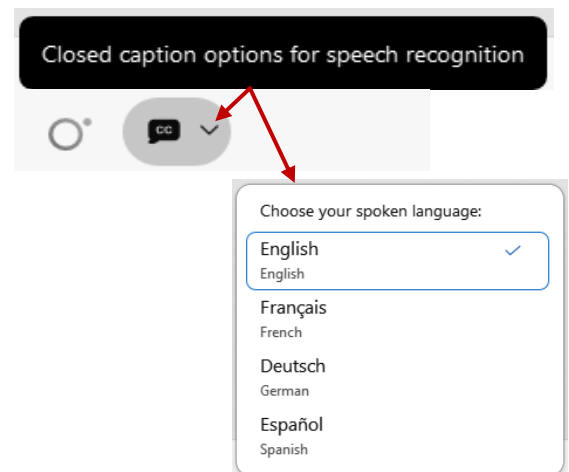 Closed caption options for speech recognition
CC
Choose your spoken language:
English
English
Français
French
Deutsch
German
Español
Spanish